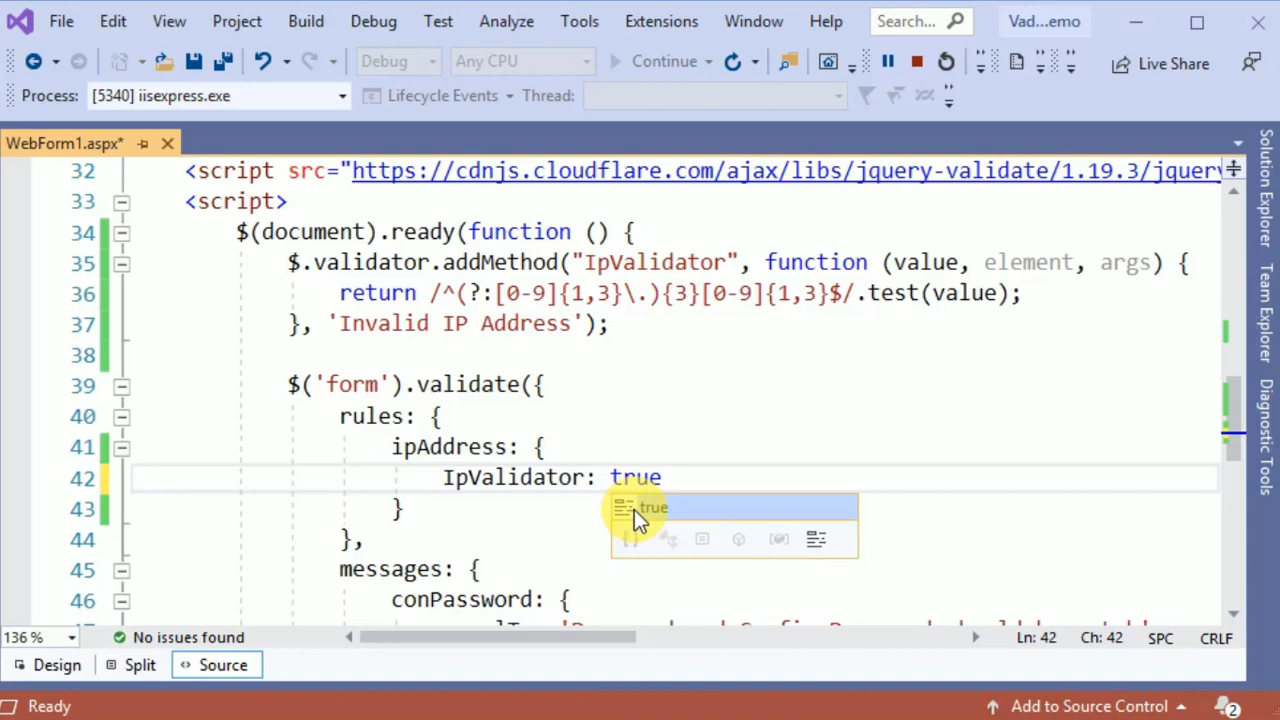 File Edit View Project Build Debug Test Analyze Tools Extensions Window Help Search... Vad...emo
Debug Any CPU Continue Live Share
Process: [5340] iisexpress.exe Lifecycle Events Thread:
WebForm1.aspx*
32 <script src="https://cdnjs.cloudflare.com/ajax/libs/jquery-validate/1.19.3/jquery
33 <script>
34 $(document).ready(function () {
35 $.validator.addMethod("IpValidator", function (value, element, args) {
36 return /^(?:[0-9]{1,3}\.){3}[0-9]{1,3}$/.test(value);
37 }, 'Invalid IP Address');
38
39 $('form').validate({
40 rules: {
41 ipAddress: {
42 IpValidator: true
43 }
true
44 },
45 messages: {
46 conPassword: {
136 % No issues found Ln: 42 Ch: 42 SPC CRLF
Design Split Source
Ready Add to Source Control 2
Solution Explorer
Team Explorer
Diagnostic Tools